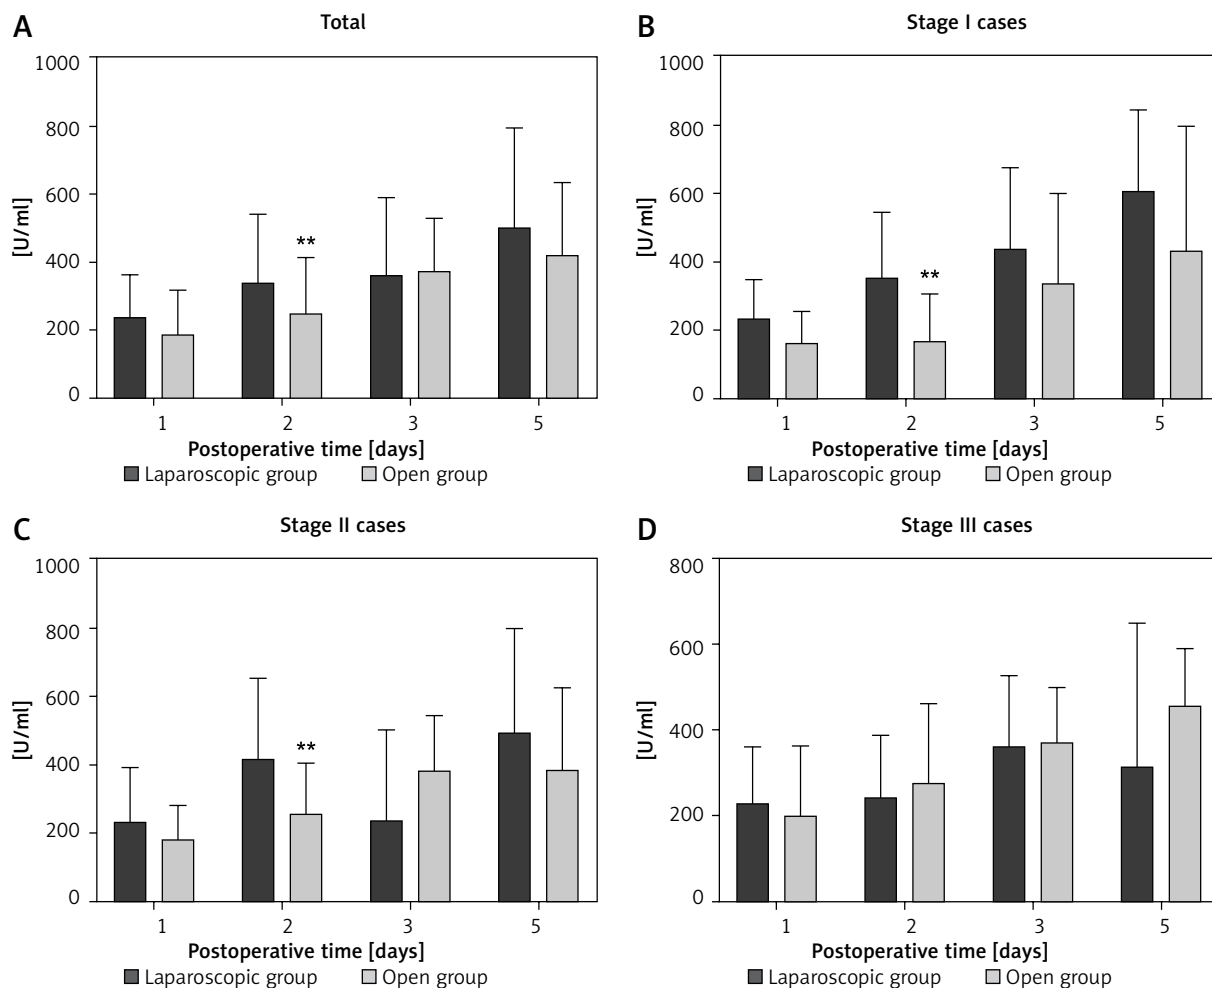 A
Total
1000
800
600
400
200
0
[U/ml]
**
1 2 3 5
Postoperative time [days]
Laparoscopic group Open group
B
Stage I cases
1000
800
600
400
200
0
[U/ml]
**
1 2 3 5
Postoperative time [days]
Laparoscopic group Open group
C
Stage II cases
1000
800
600
400
200
0
[U/ml]
**
1 2 3 5
Postoperative time [days]
Laparoscopic group Open group
D
Stage III cases
800
600
400
200
0
[U/ml]
1 2 3 5
Postoperative time [days]
Laparoscopic group Open group